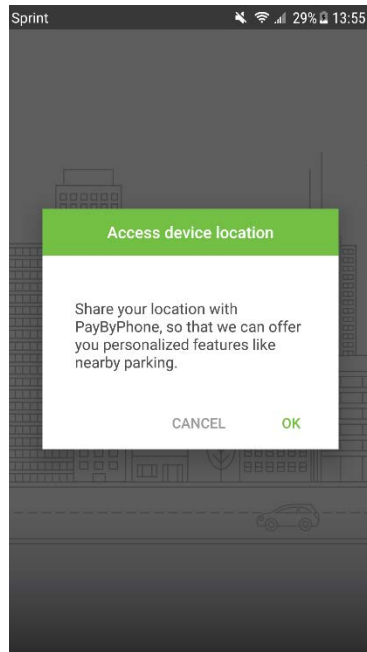 Sprint 29% 13:55
Access device location
Share your location with
PayByPhone, so that we can offer
you personalized features like
nearby parking.
CANCEL OK